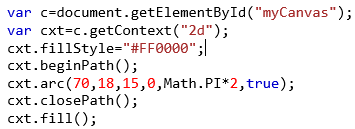 var c=document.getElementById("myCanvas");
var cxt=c.getContext("2d");
cxt.fillStyle="#FF0000";
cxt.beginPath();
cxt.arc(70,18,15,0,Math.PI*2,true);
cxt.closePath();
cxt.fill();